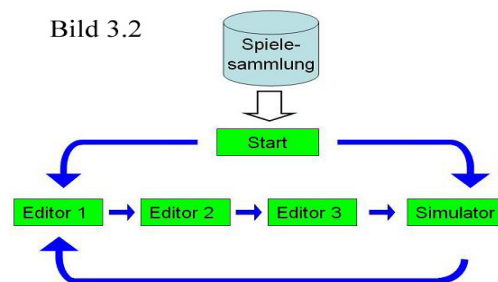 Bild 3.2
Spiele-
sammlung
Start
Editor 1
Editor 2
Editor 3
Simulator